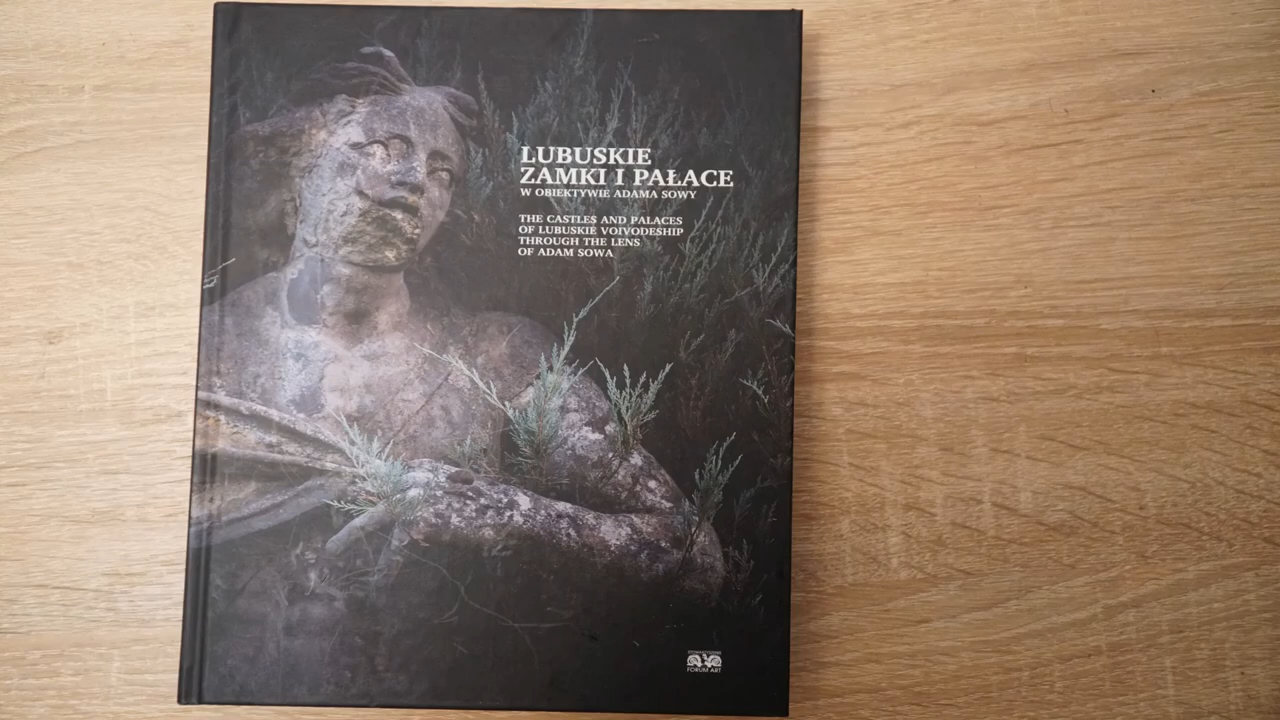 LUBUSKIE
ZAMKI I PAŁACE
W OBIEKTYWIE ADAMA SOWY
THE CASTLES AND PALACES
OF LUBUSKIE VOIVODESHIP
THROUGH THE LENS
OF ADAM SOWA
STOWARZYSZENIE
FORUM ART